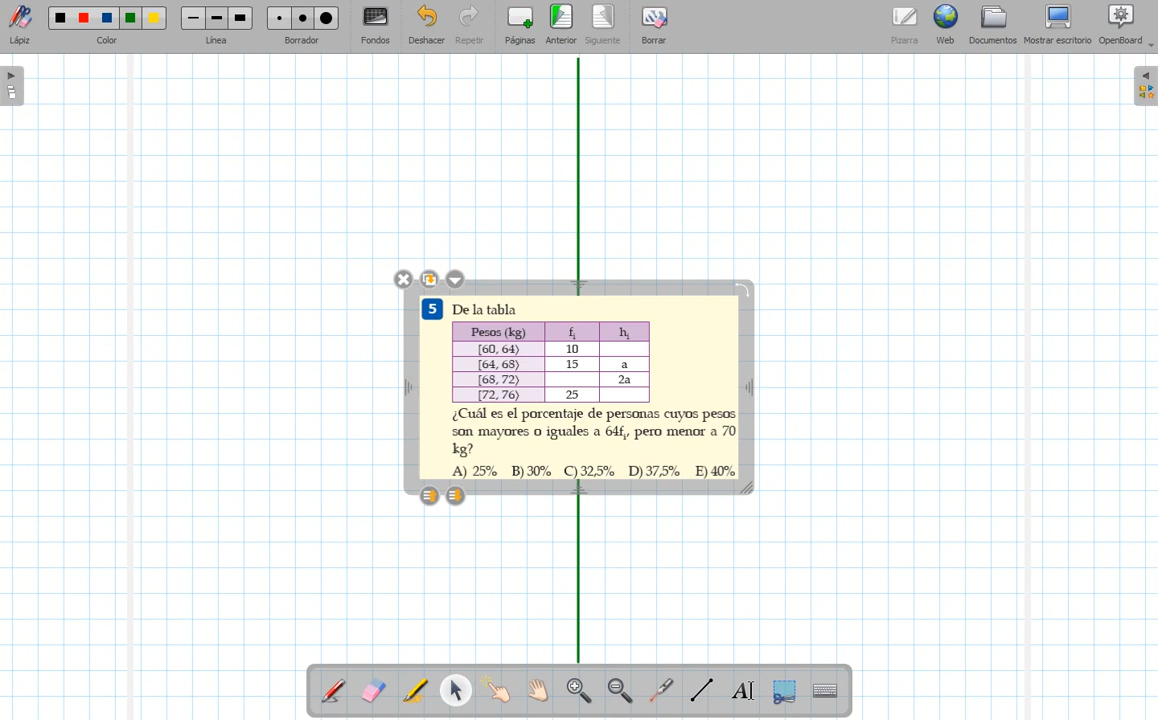 Lápiz Color Línea Borrador Fondos Deshacer Repetir Páginas Anterior Siguiente Borrar Pizarra Web Documentos Mostrar escritorio OpenBoard
5 De la tabla
Pesos (kg) fi hi
[60, 64⟩ 10
[64, 68⟩ 15 a
[68, 72⟩ 2a
[72, 76⟩ 25
¿Cuál es el porcentaje de personas cuyos pesos
son mayores o iguales a 64fi, pero menor a 70
kg?
A) 25% B) 30% C) 32,5% D) 37,5% E) 40%